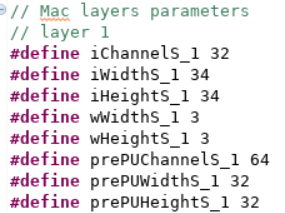 // Mac layers parameters
// layer 1
#define iChannelS_1 32
#define iWidthS_1 34
#define iHeightS_1 34
#define wWidthS_1 3
#define wHeightS_1 3
#define prePUChannelS_1 64
#define prePUWidthS_1 32
#define prePUHeightS_1 32